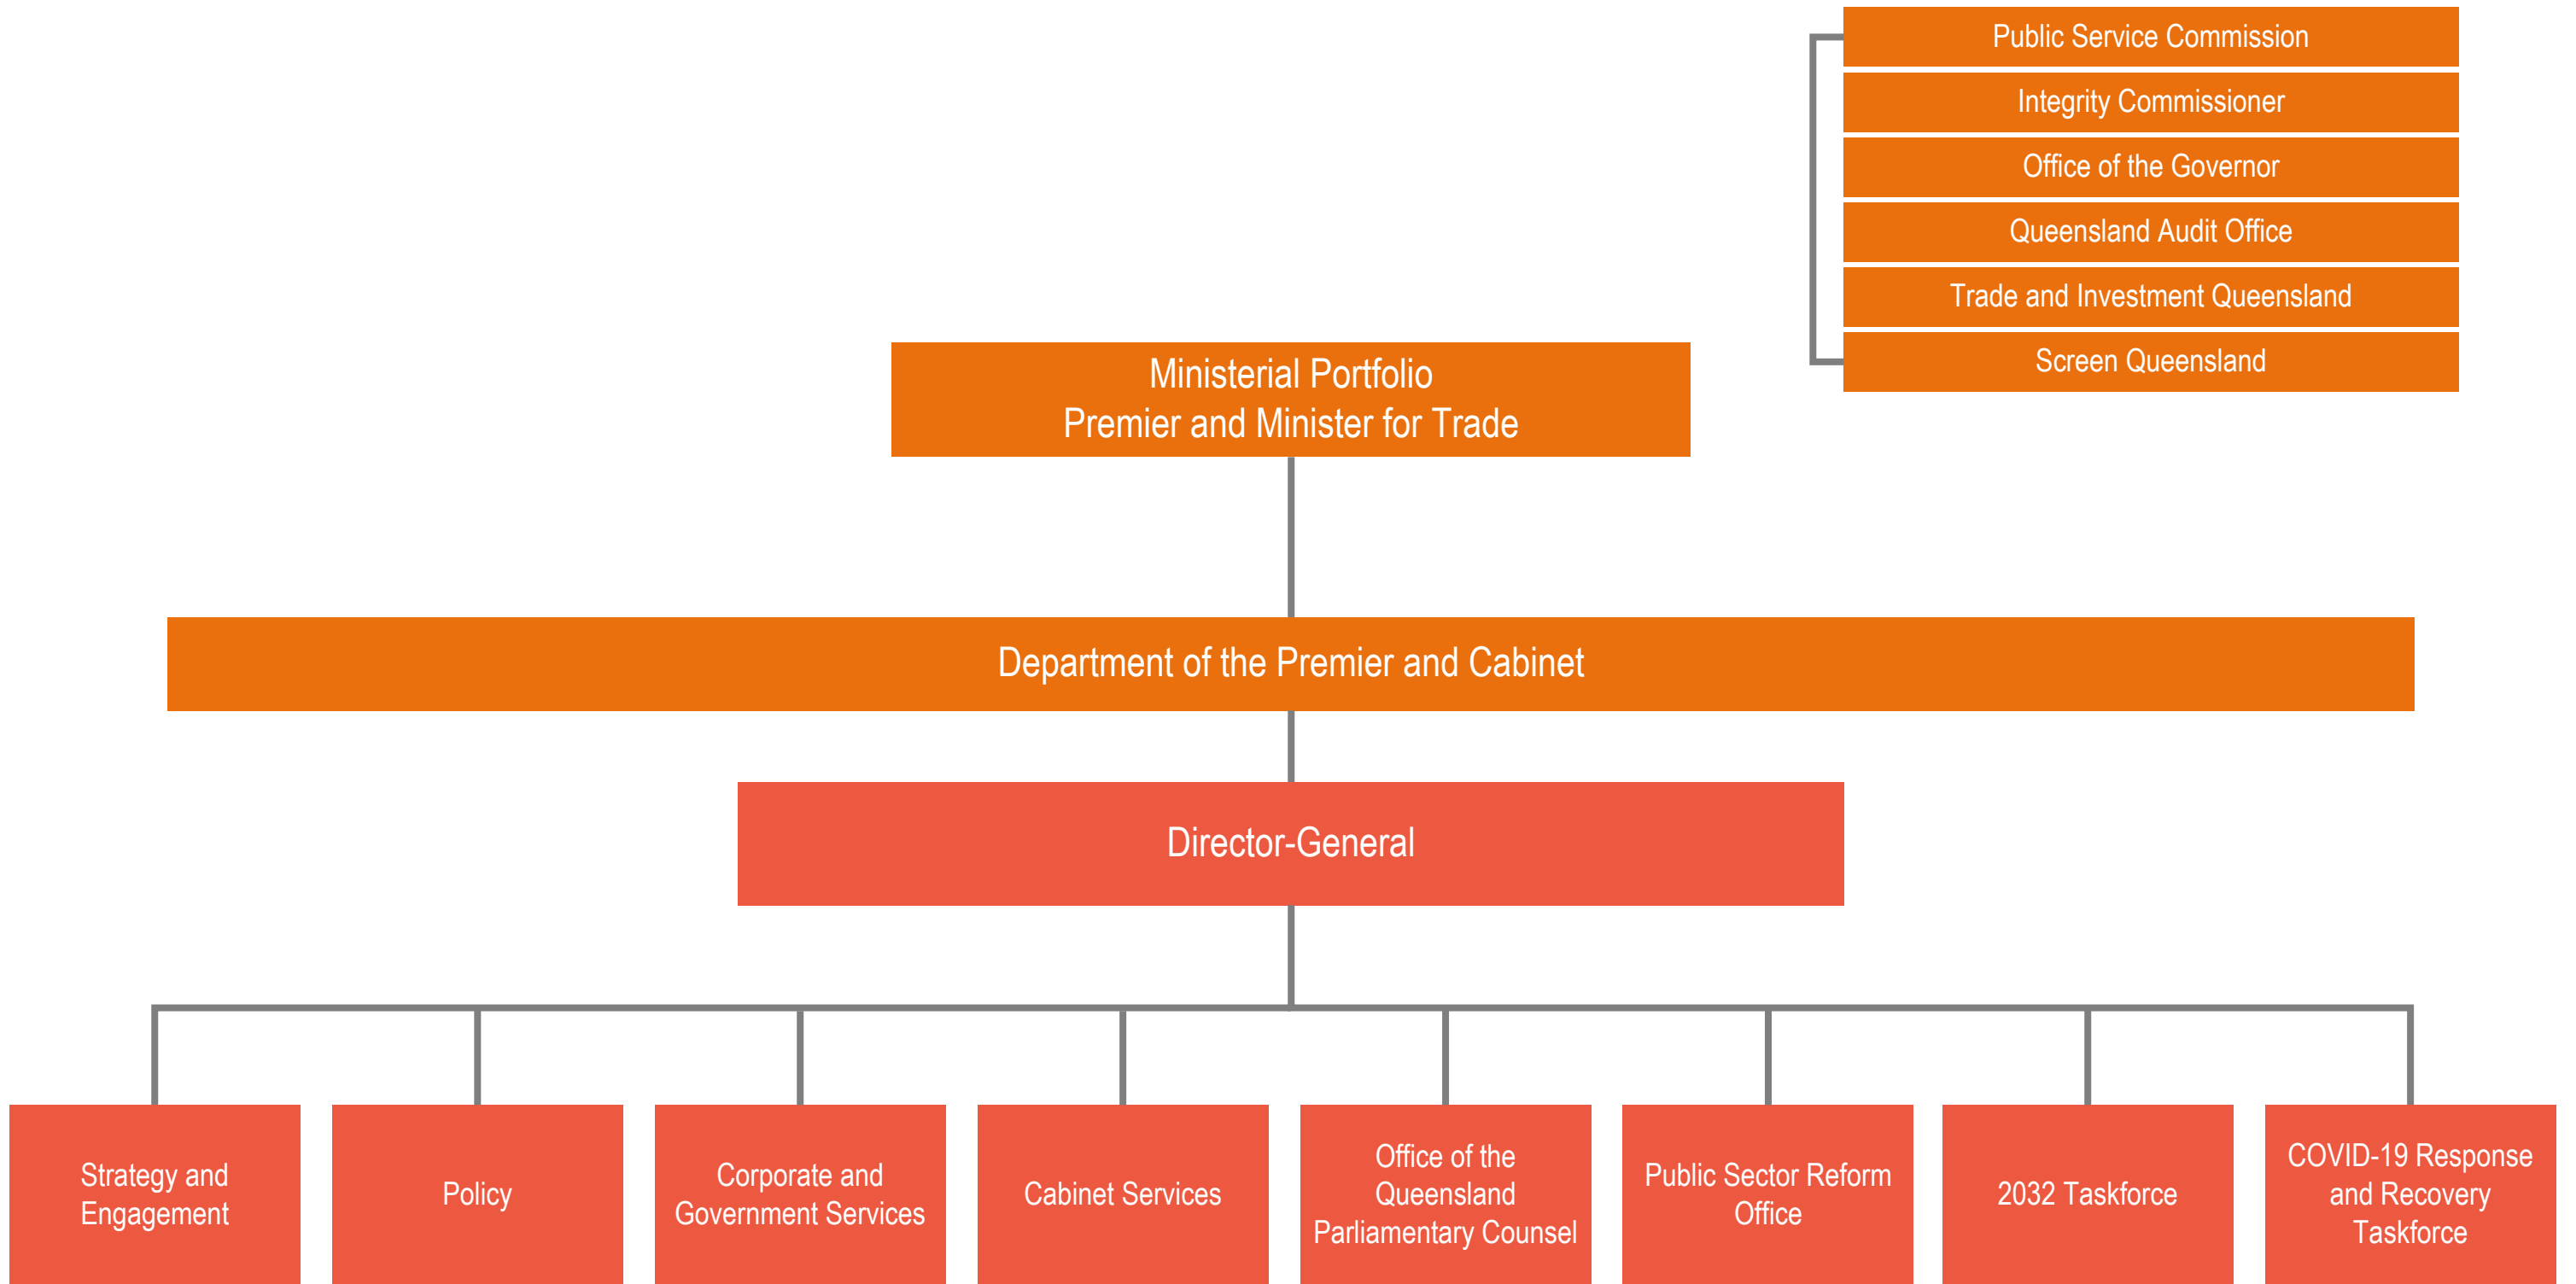 Public Service Commission
Integrity Commissioner
Office of the Governor
Queensland Audit Office
Trade and Investment Queensland
Screen Queensland
Ministerial Portfolio
Premier and Minister for Trade
Department of the Premier and Cabinet
Director-General
Strategy and
Engagement
Policy
Corporate and
Government Services
Cabinet Services
Office of the
Queensland
Parliamentary Counsel
Public Sector Reform
Office
2032 Taskforce
COVID-19 Response
and Recovery
Taskforce